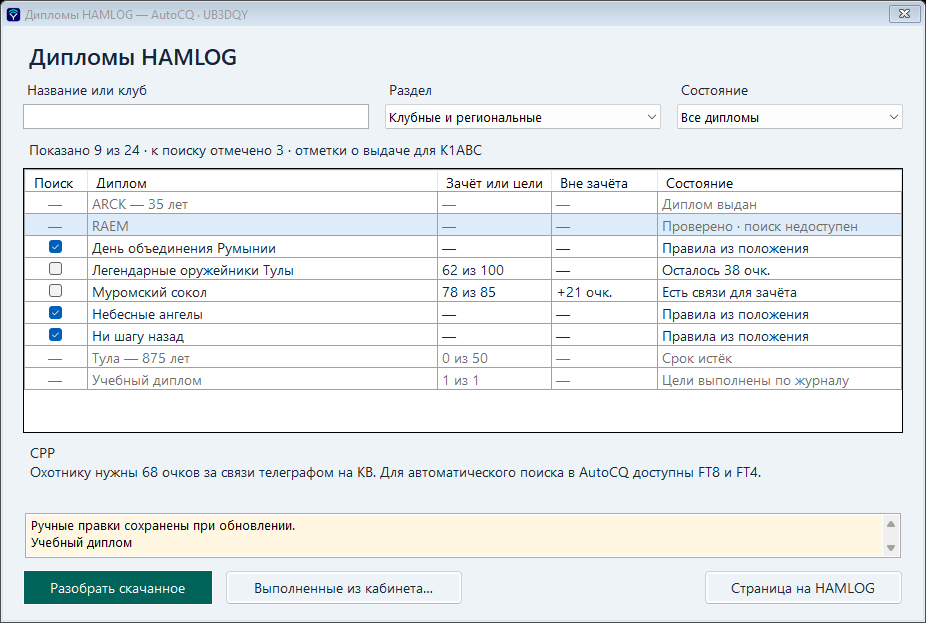 Дипломы HAMLOG — AutoCQ · UB3DQY
Дипломы HAMLOG
Название или клуб Раздел Состояние
Клубные и региональные Все дипломы
Показано 9 из 24 · к поиску отмечено 3 · отметки о выдаче для K1ABC
Поиск Диплом Зачёт или цели Вне зачёта Состояние
— ARCK — 35 лет — — Диплом выдан
— RAEM — — Проверено · поиск недоступен
День объединения Румынии — — Правила из положения
Легендарные оружейники Тулы 62 из 100 — Осталось 38 очк.
Муромский сокол 78 из 85 +21 очк. Есть связи для зачёта
Небесные ангелы — — Правила из положения
Ни шагу назад — — Правила из положения
— Тула — 875 лет 0 из 50 — Срок истёк
— Учебный диплом 1 из 1 — Цели выполнены по журналу
СРР
Охотнику нужны 68 очков за связи телеграфом на КВ. Для автоматического поиска в AutoCQ доступны FT8 и FT4.
Ручные правки сохранены при обновлении.
Учебный диплом
Разобрать скачанное Выполненные из кабинета... Страница на HAMLOG